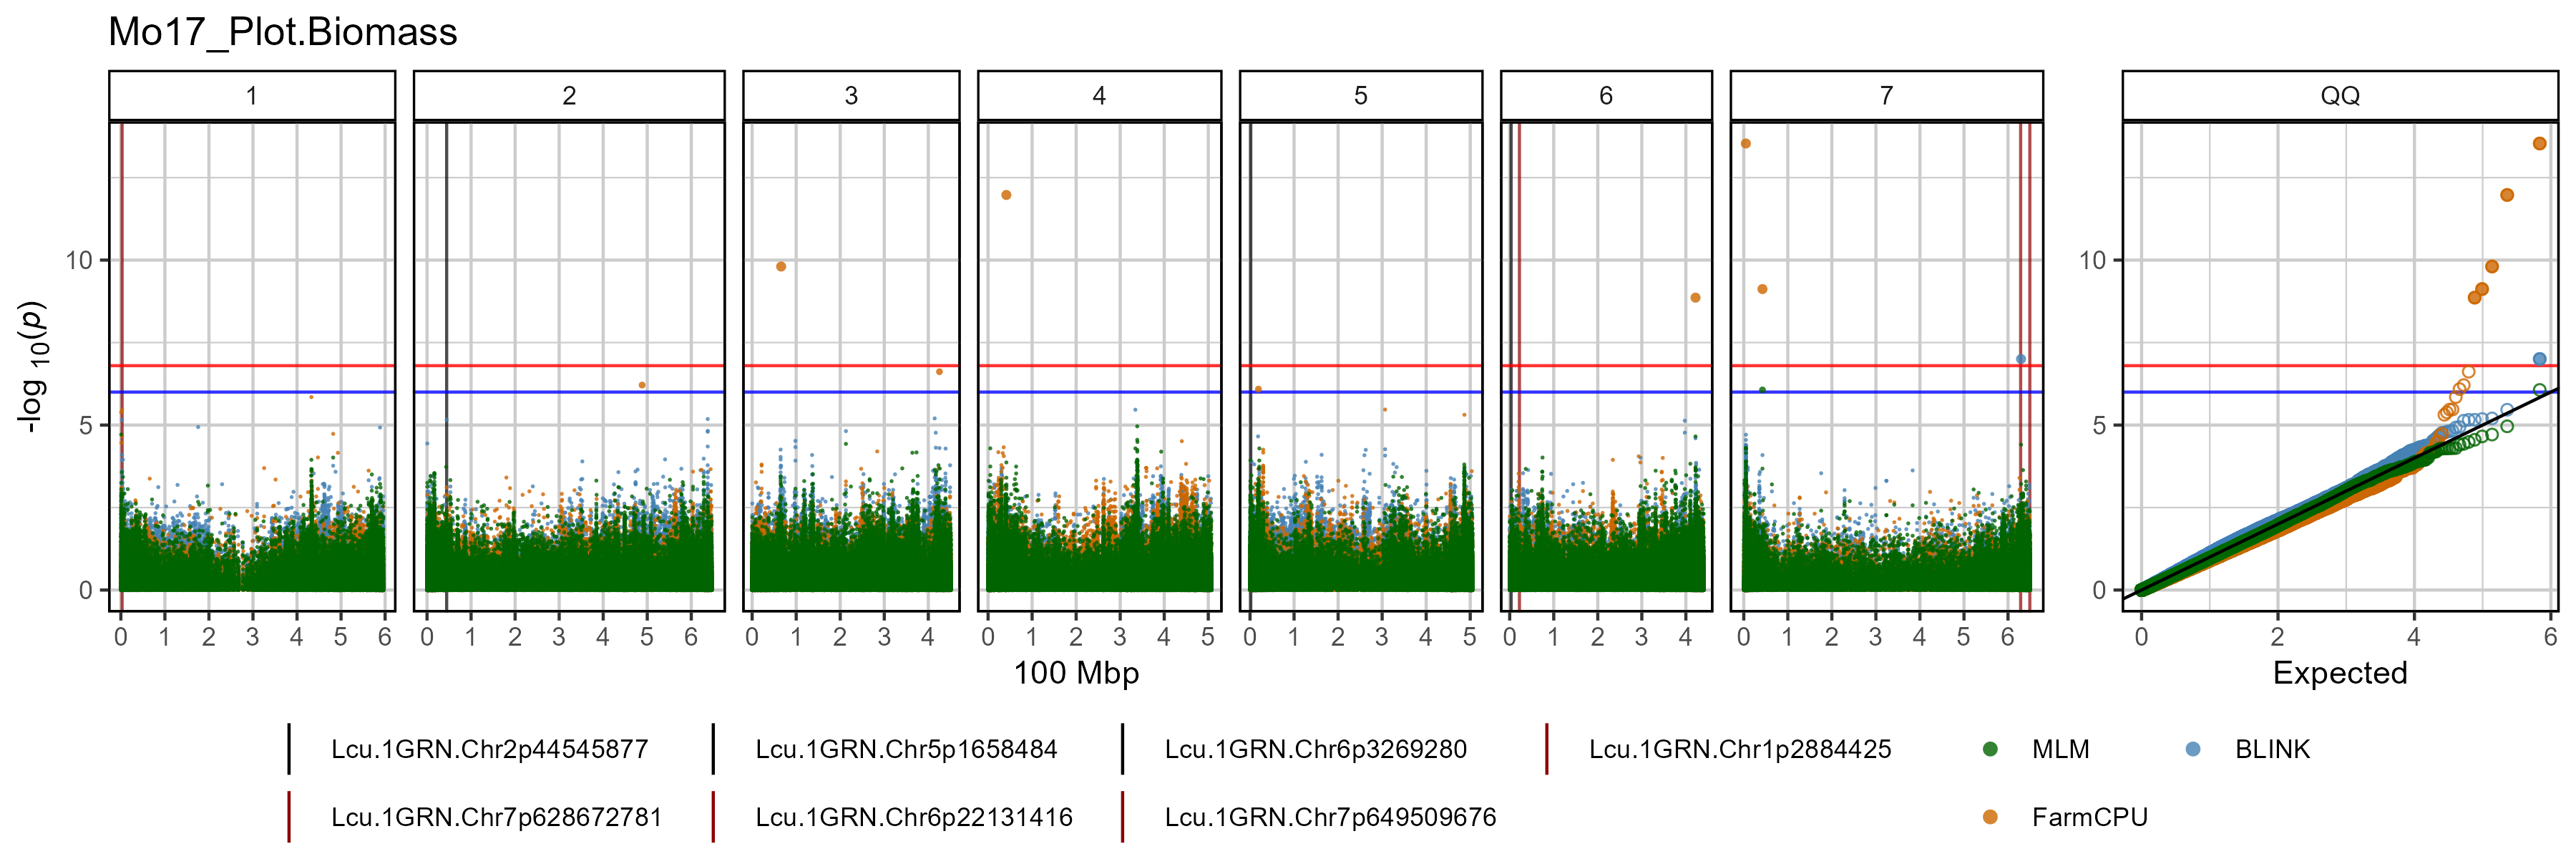 Mo17_Plot.Biomass
1 2 3 4 5 6 7 QQ
-log 10(p)
10 10
5 5
0 0
0 1 2 3 4 5 6 0 1 2 3 4 5 6 0 1 2 3 4 0 1 2 3 4 5 0 1 2 3 4 5 0 1 2 3 4 0 1 2 3 4 5 6 0 2 4 6
100 Mbp Expected
Lcu.1GRN.Chr2p44545877 Lcu.1GRN.Chr5p1658484 Lcu.1GRN.Chr6p3269280 Lcu.1GRN.Chr1p2884425 MLM BLINK
Lcu.1GRN.Chr7p628672781 Lcu.1GRN.Chr6p22131416 Lcu.1GRN.Chr7p649509676 FarmCPU